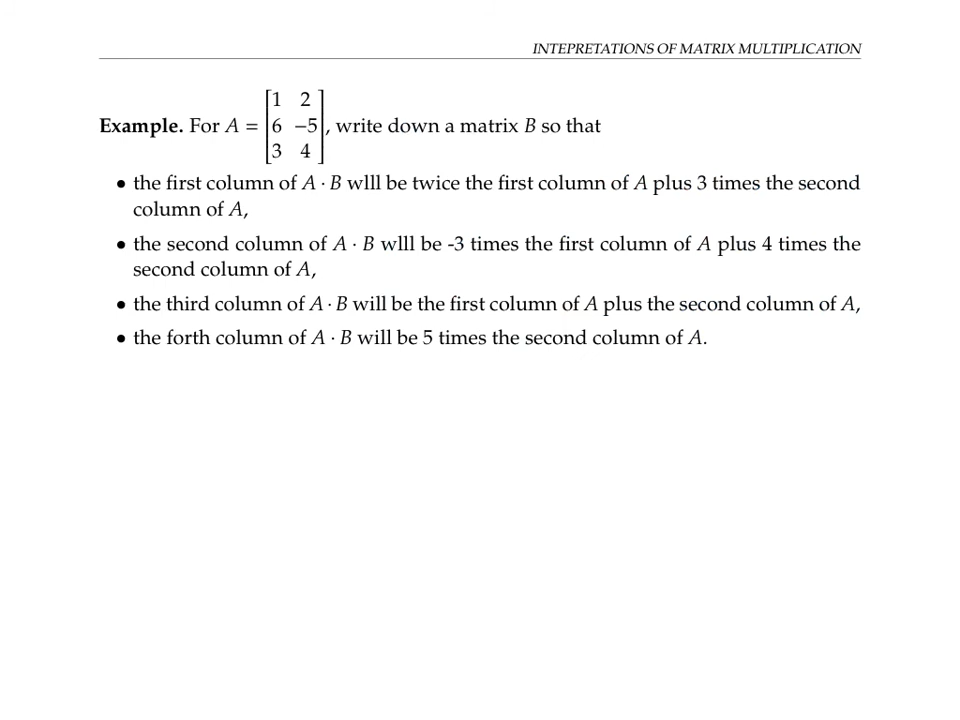 INTEPRETATIONS OF MATRIX MULTIPLICATION
Example. For A = [1 2; 6 −5; 3 4], write down a matrix B so that
• the first column of A · B wlll be twice the first column of A plus 3 times the second
column of A,
• the second column of A · B wlll be -3 times the first column of A plus 4 times the
second column of A,
• the third column of A · B will be the first column of A plus the second column of A,
• the forth column of A · B will be 5 times the second column of A.